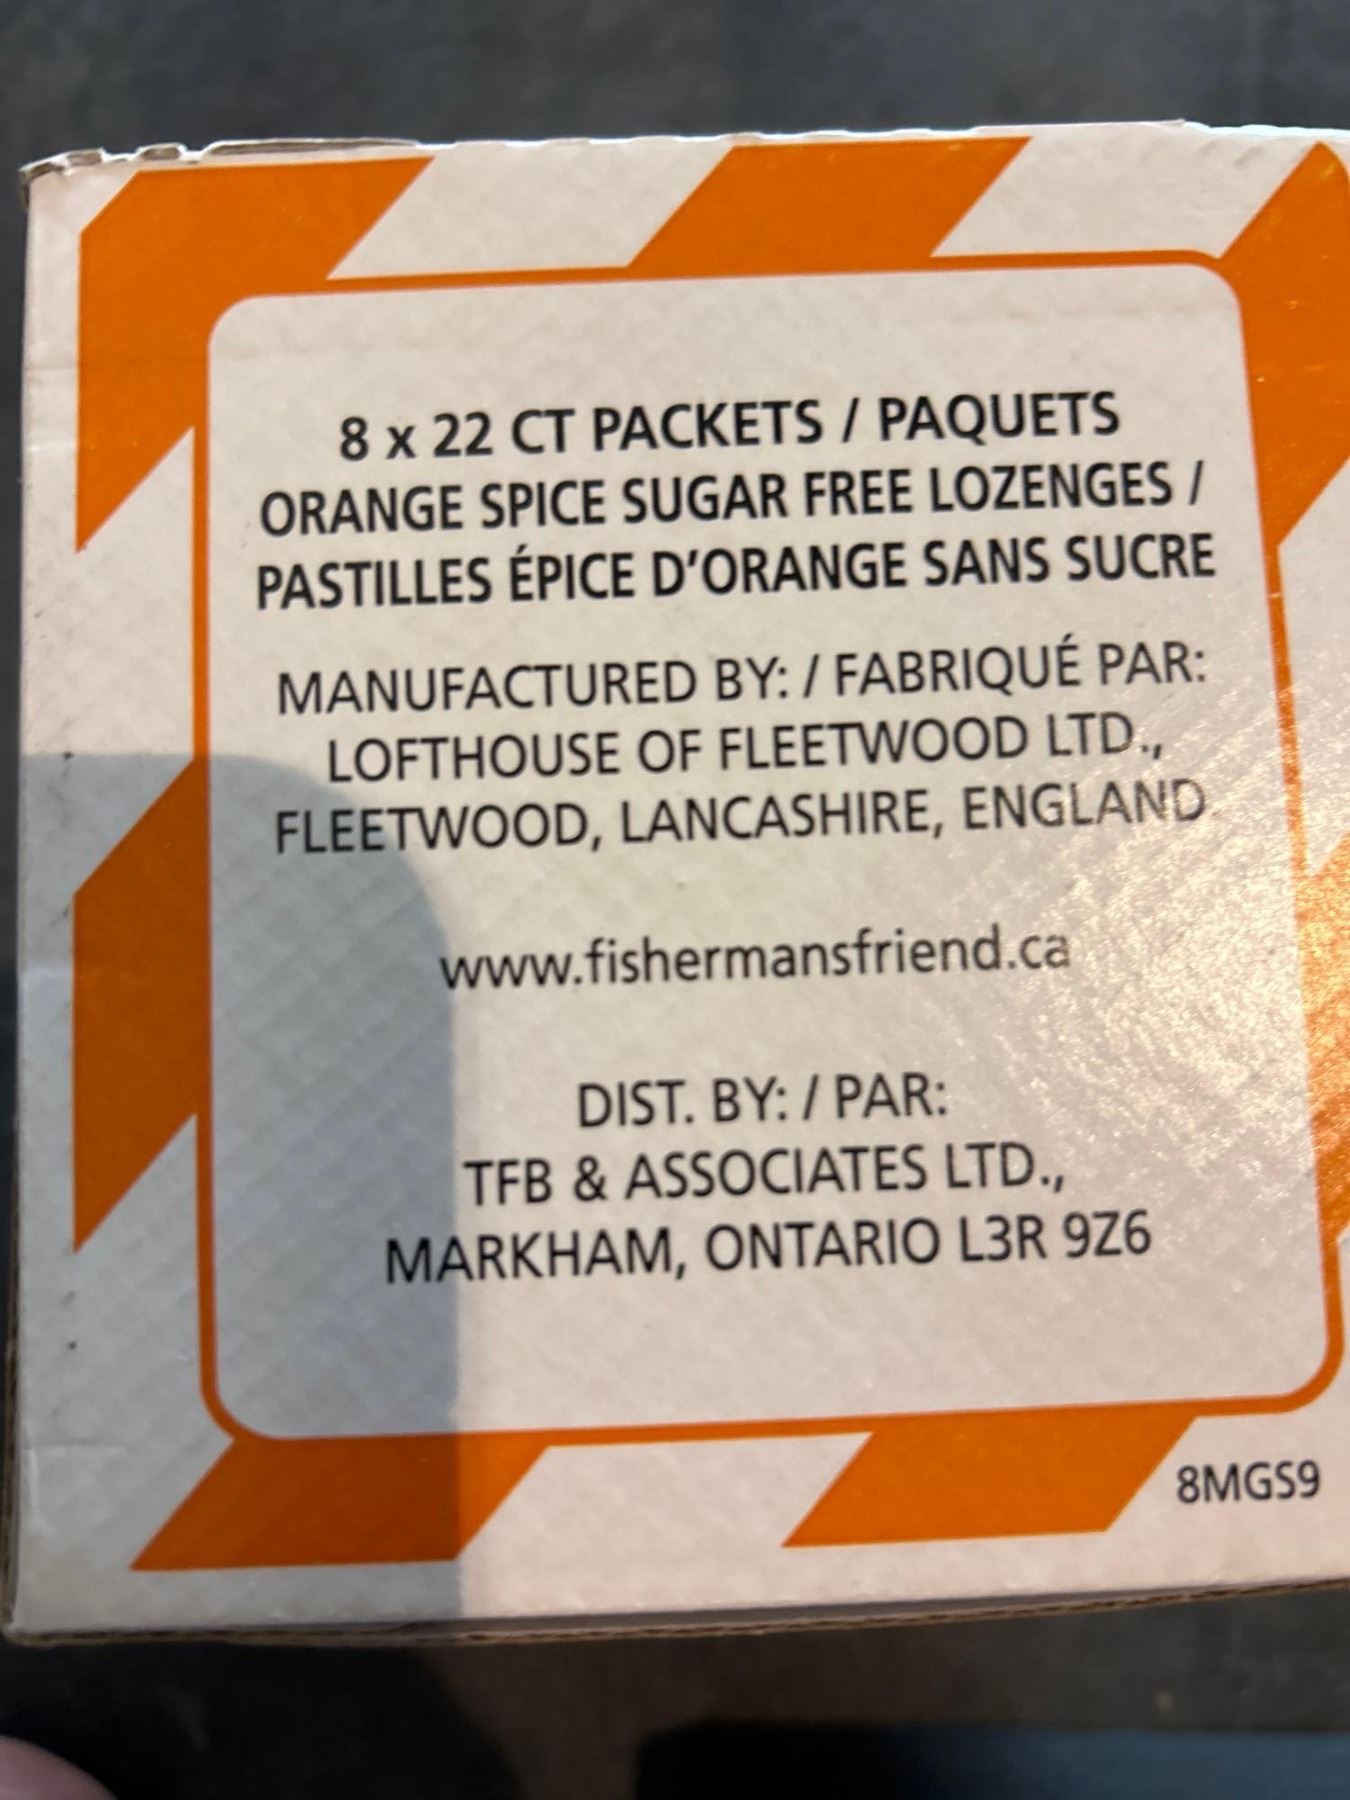 8 x 22 CT PACKETS / PAQUETS
ORANGE SPICE SUGAR FREE LOZENGES /
PASTILLES ÉPICE D'ORANGE SANS SUCRE
MANUFACTURED BY: / FABRIQUÉ PAR:
LOFTHOUSE OF FLEETWOOD LTD.,
FLEETWOOD, LANCASHIRE, ENGLAND.
www.fishermansfriend.ca
DIST. BY: / PAR:
TFB & ASSOCIATES LTD.,
MARKHAM, ONTARIO L3R 9Z6
8MGS9